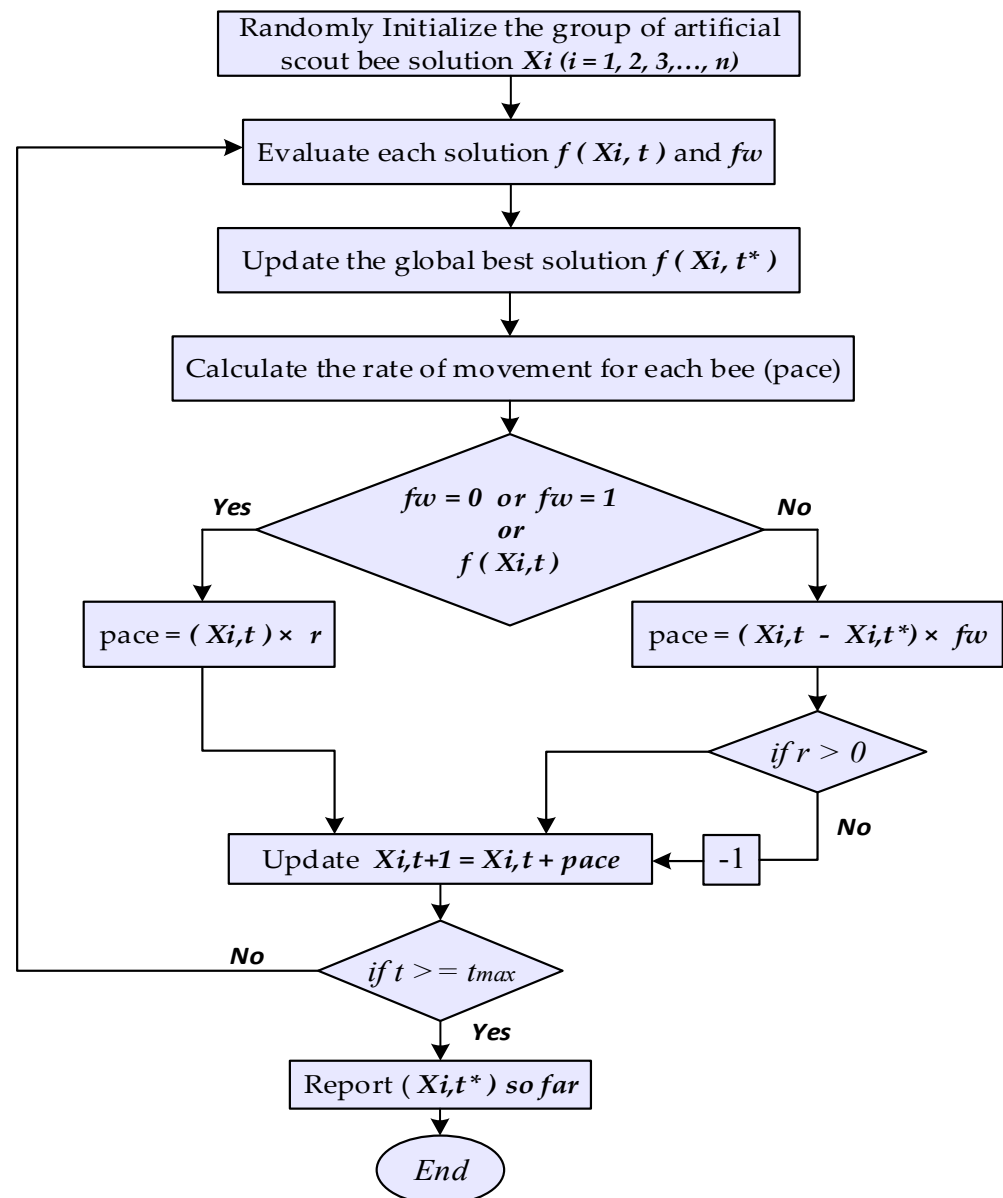 Randomly Initialize the group of artificial
scout bee solution Xi (i = 1, 2, 3,..., n)
Evaluate each solution f ( Xi, t ) and fw
Update the global best solution f ( Xi, t* )
Calculate the rate of movement for each bee (pace)
fw = 0 or fw = 1
or
f ( Xi,t )
Yes
No
pace = ( Xi,t ) × r
pace = ( Xi,t - Xi,t* ) × fw
if r > 0
No
-1
Update Xi,t+1 = Xi,t + pace
if t >= tmax
No
Yes
Report ( Xi,t* ) so far
End